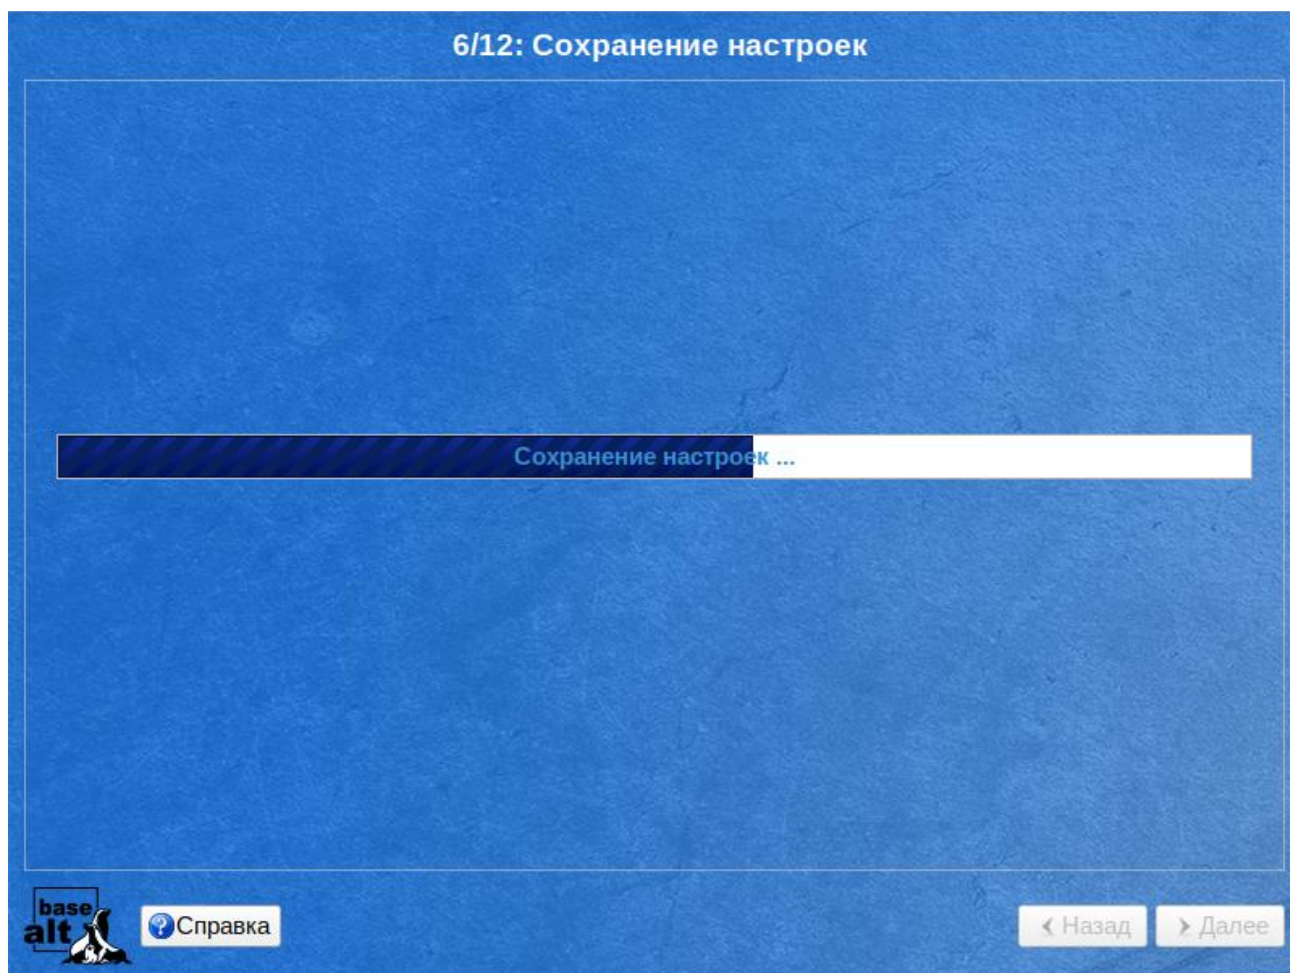 6/12: Сохранение настроек
Сохранение настроек ...
base
alt
Справка
Назад
Далее